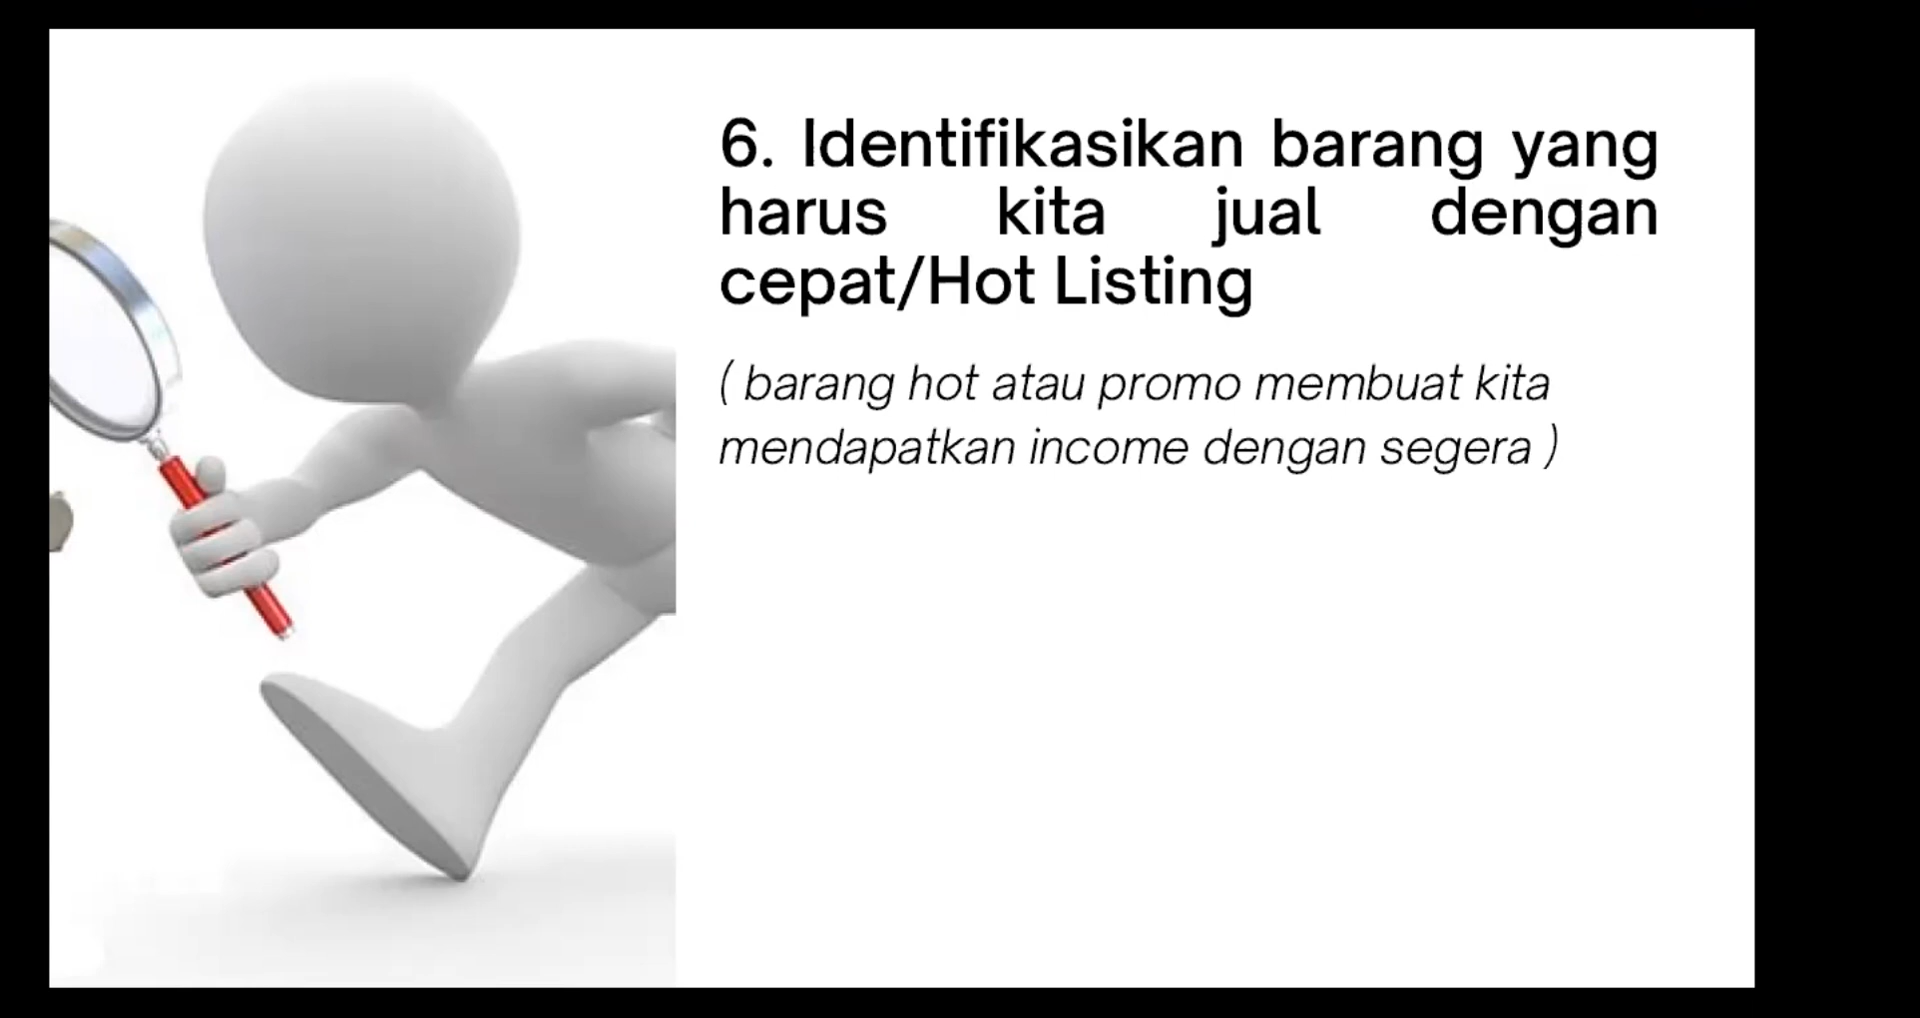 6. Identifikasikan barang yang
harus kita jual dengan
cepat/Hot Listing
( barang hot atau promo membuat kita
mendapatkan income dengan segera )